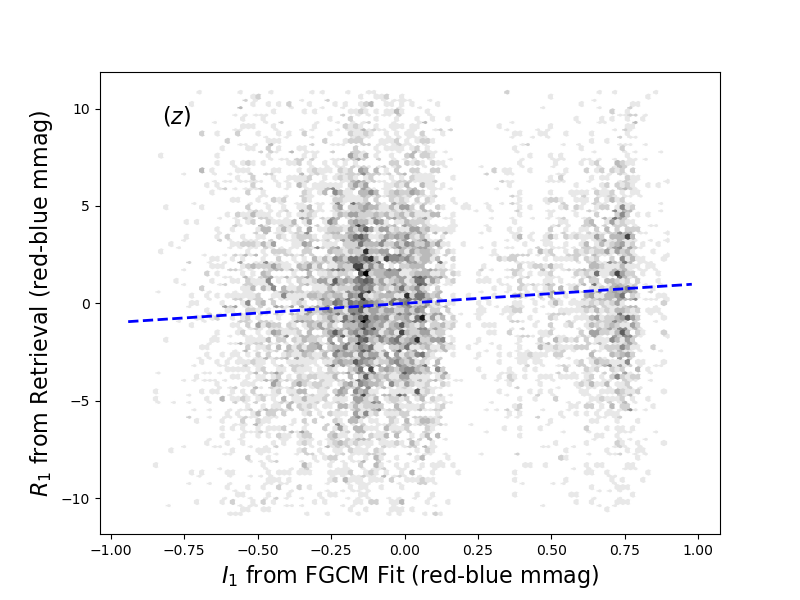 (z)
10
5
0
−5
−10
R₁ from Retrieval (red-blue mmag)
−1.00 −0.75 −0.50 −0.25 0.00 0.25 0.50 0.75 1.00
I₁ from FGCM Fit (red-blue mmag)